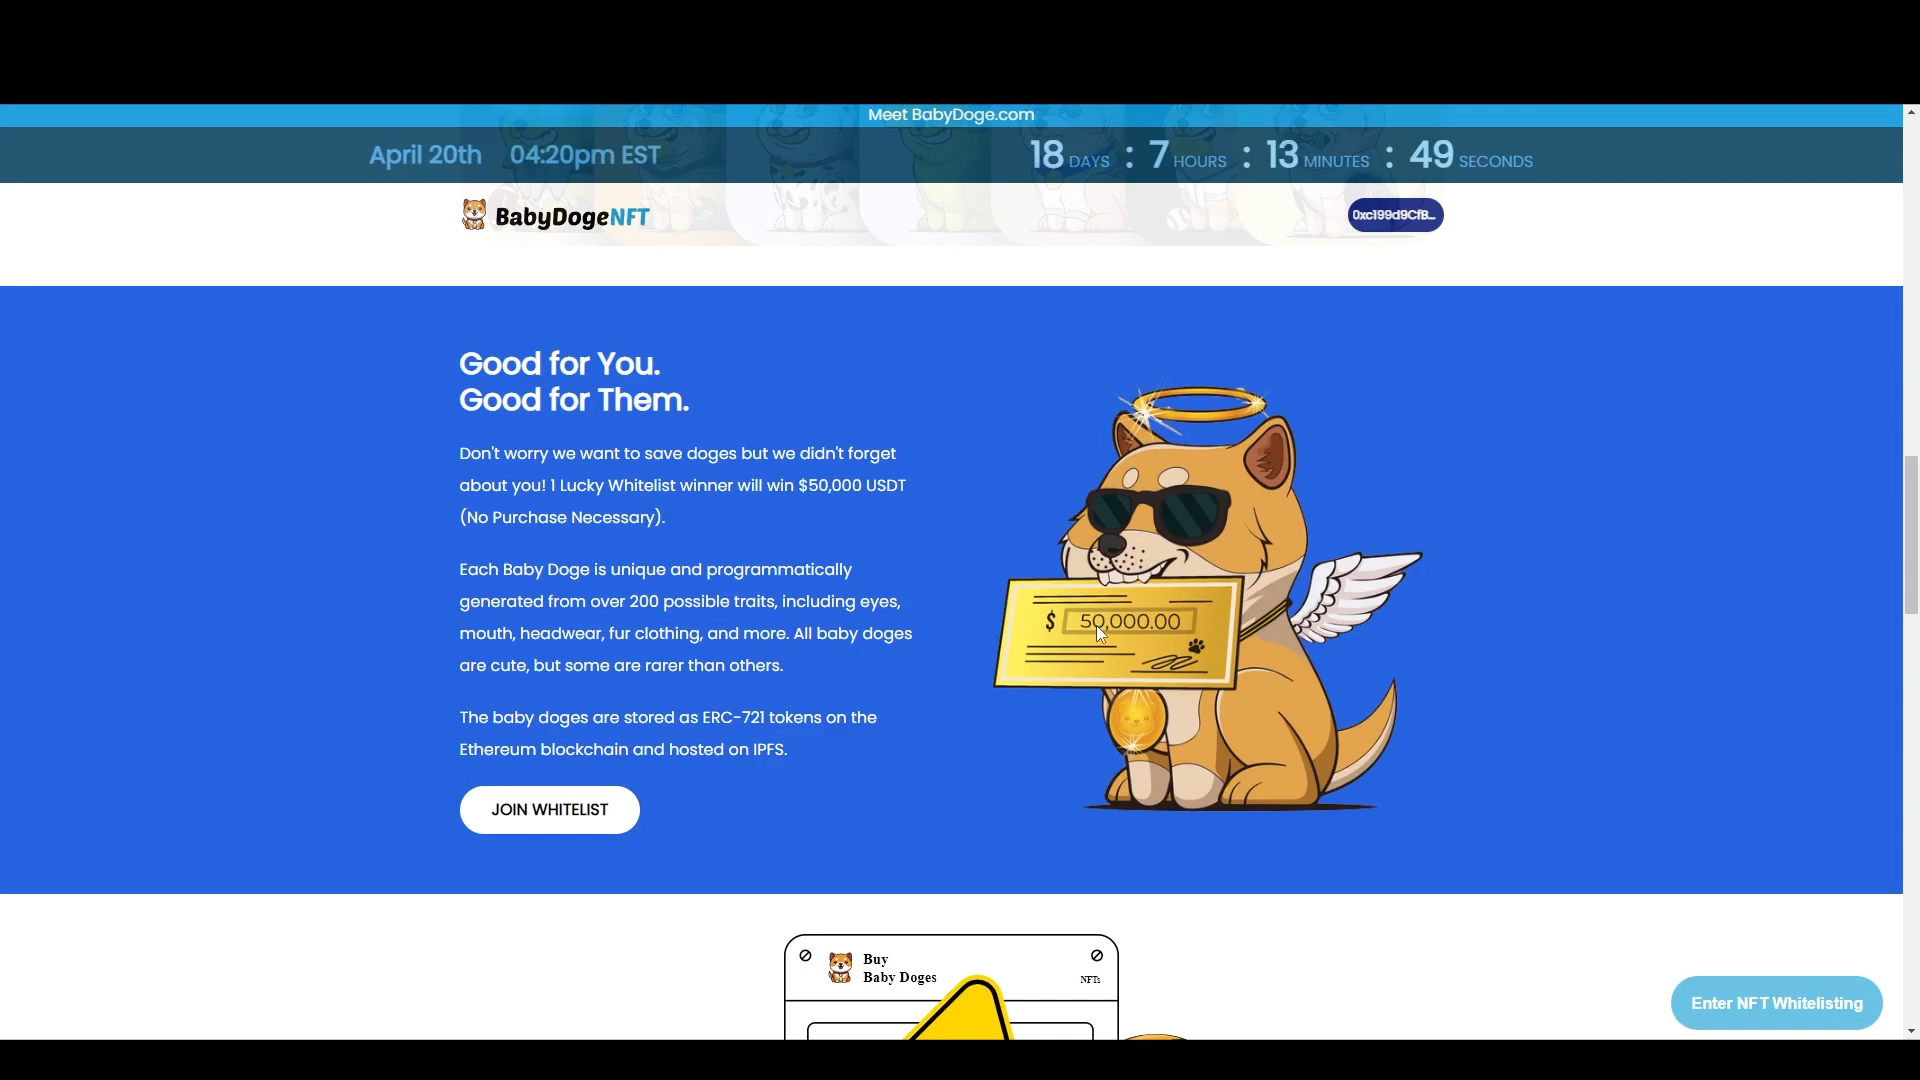 Meet BabyDoge.com
April 20th 04:20pm EST
18 DAYS : 7 HOURS : 13 MINUTES : 49 SECONDS
BabyDogeNFT
0xc199d9CfB...
Good for You.
Good for Them.
Don't worry we want to save doges but we didn't forget
about you! 1 Lucky Whitelist winner will win $50,000 USDT
(No Purchase Necessary).
Each Baby Doge is unique and programmatically
generated from over 200 possible traits, including eyes,
mouth, headwear, fur clothing, and more. All baby doges
are cute, but some are rarer than others.
The baby doges are stored as ERC-721 tokens on the
Ethereum blockchain and hosted on IPFS.
JOIN WHITELIST
$ 50,000.00
Buy
Baby Doges
NFTs
Enter NFT Whitelisting